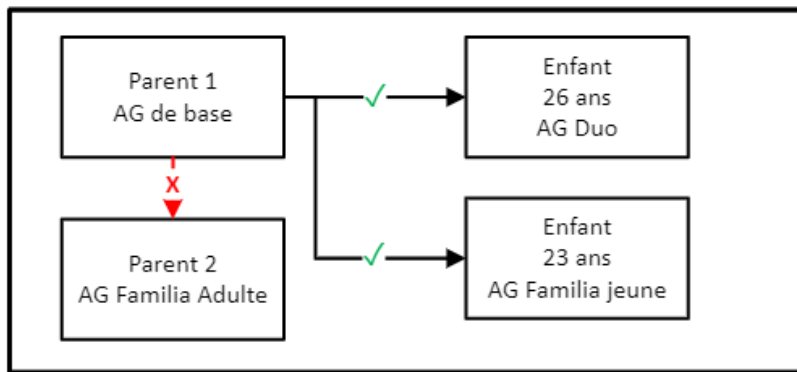 Parent 1
AG de base
√
Enfant
26 ans
AG Duo
X
Parent 2
AG Familia Adulte
√
Enfant
23 ans
AG Familia jeune